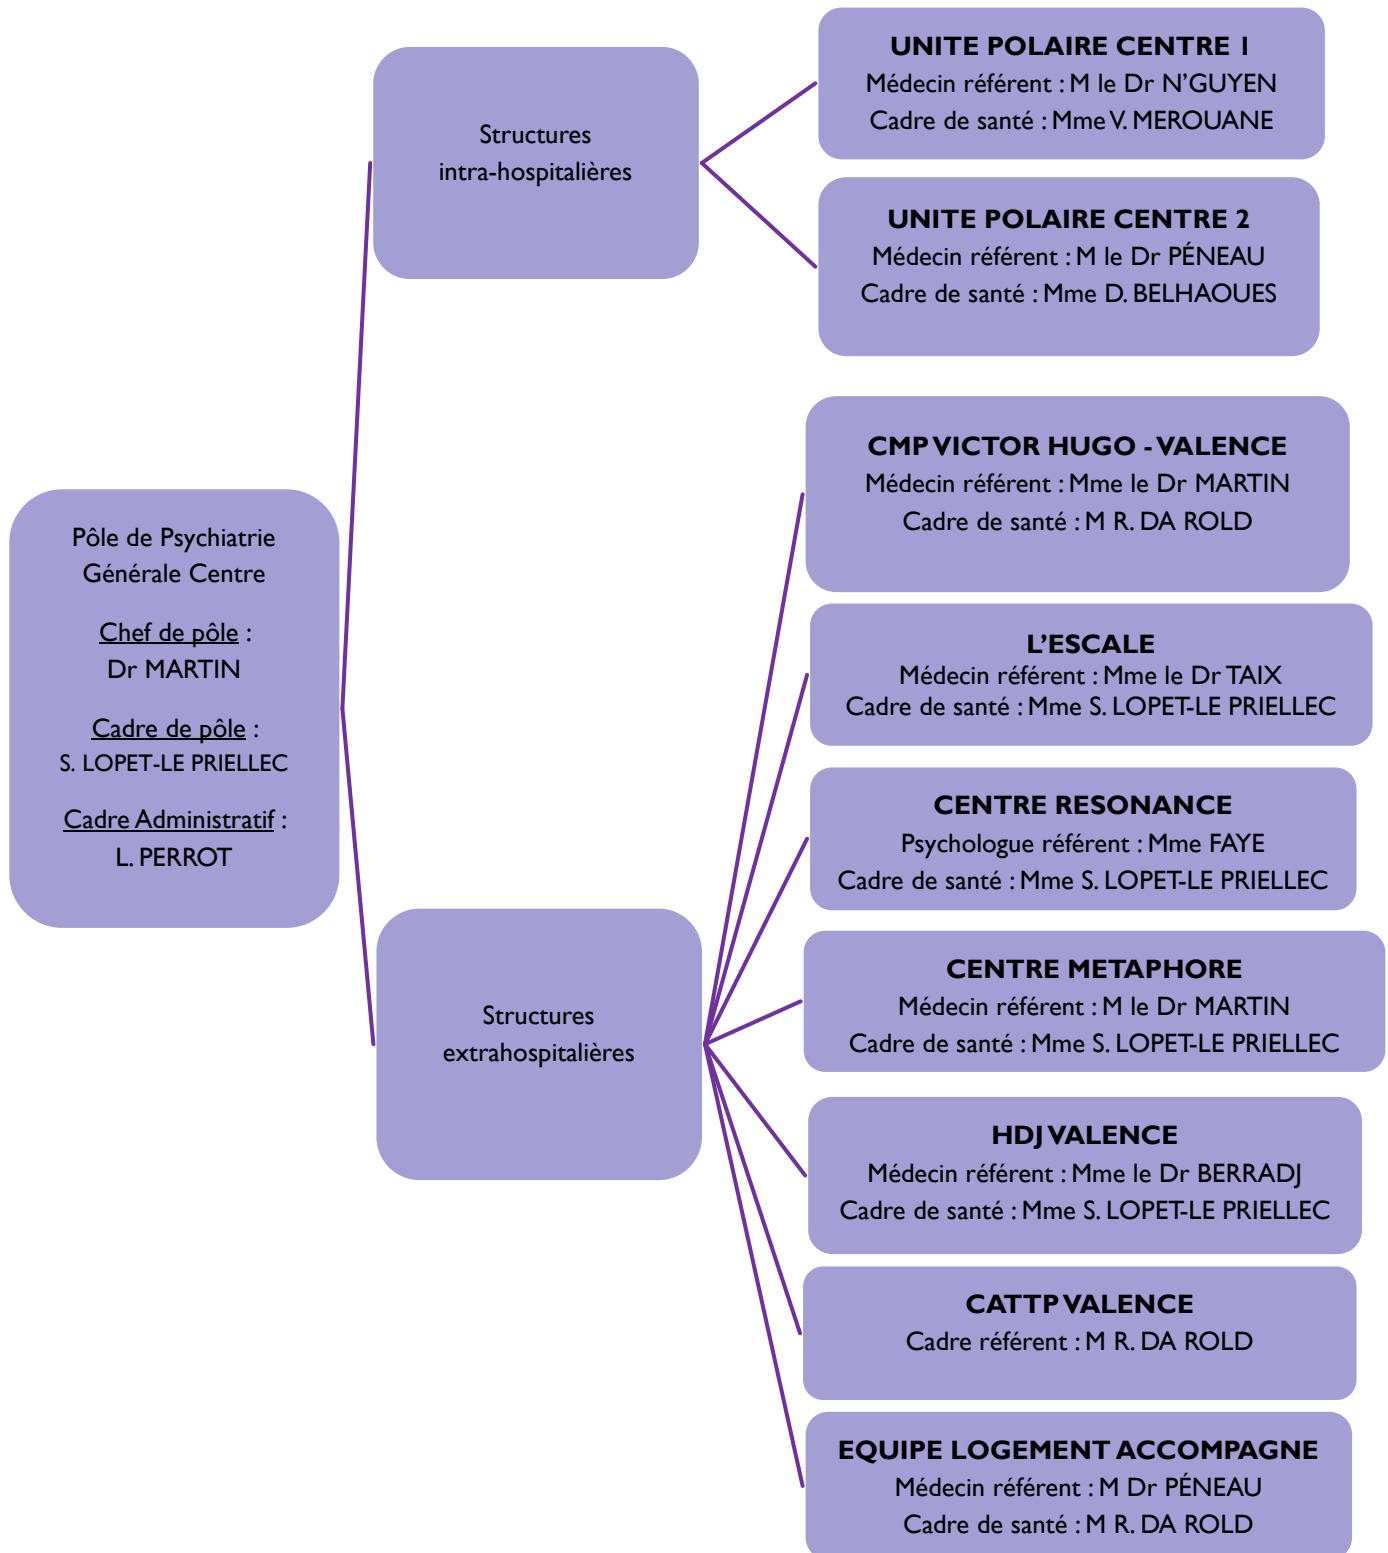 Pôle de Psychiatrie
Générale Centre
Chef de pôle :
Dr MARTIN
Cadre de pôle :
S. LOPET-LE PRIELLEC
Cadre Administratif :
L. PERROT
Structures
intra-hospitalières
UNITE POLAIRE CENTRE 1
Médecin référent : M le Dr N’GUYEN
Cadre de santé : Mme V. MEROUANE
UNITE POLAIRE CENTRE 2
Médecin référent : M le Dr PÉNEAU
Cadre de santé : Mme D. BELHAOUES
Structures
extrahospitalières
CMP VICTOR HUGO - VALENCE
Médecin référent : Mme le Dr MARTIN
Cadre de santé : M R. DA ROLD
L’ESCALE
Médecin référent : Mme le Dr TAIX
Cadre de santé : Mme S. LOPET-LE PRIELLEC
CENTRE RESONANCE
Psychologue référent : Mme FAYE
Cadre de santé : Mme S. LOPET-LE PRIELLEC
CENTRE METAPHORE
Médecin référent : M le Dr MARTIN
Cadre de santé : Mme S. LOPET-LE PRIELLEC
HDJ VALENCE
Médecin référent : Mme le Dr BERRADJ
Cadre de santé : Mme S. LOPET-LE PRIELLEC
CATTP VALENCE
Cadre référent : M R. DA ROLD
EQUIPE LOGEMENT ACCOMPAGNE
Médecin référent : M Dr PÉNEAU
Cadre de santé : M R. DA ROLD